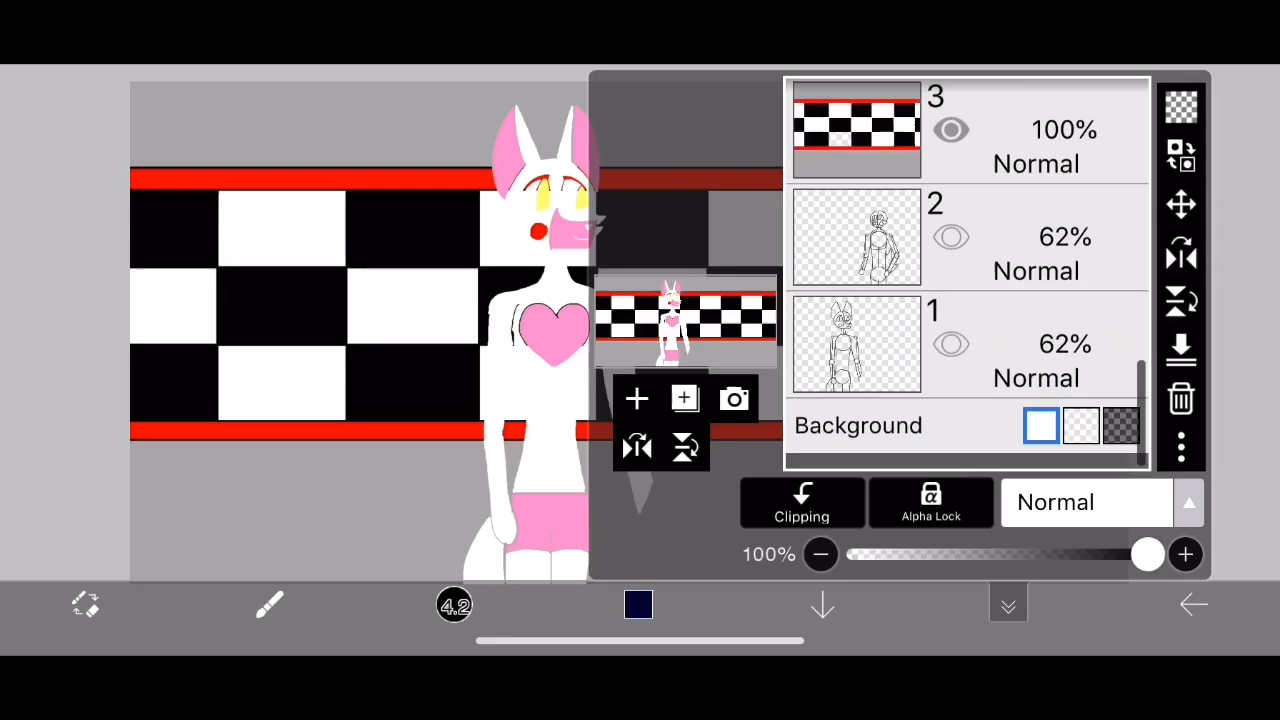 3
100%
Normal
2
62%
Normal
1
62%
Normal
Background
Clipping
α
Alpha Lock
Normal
100%
4.2